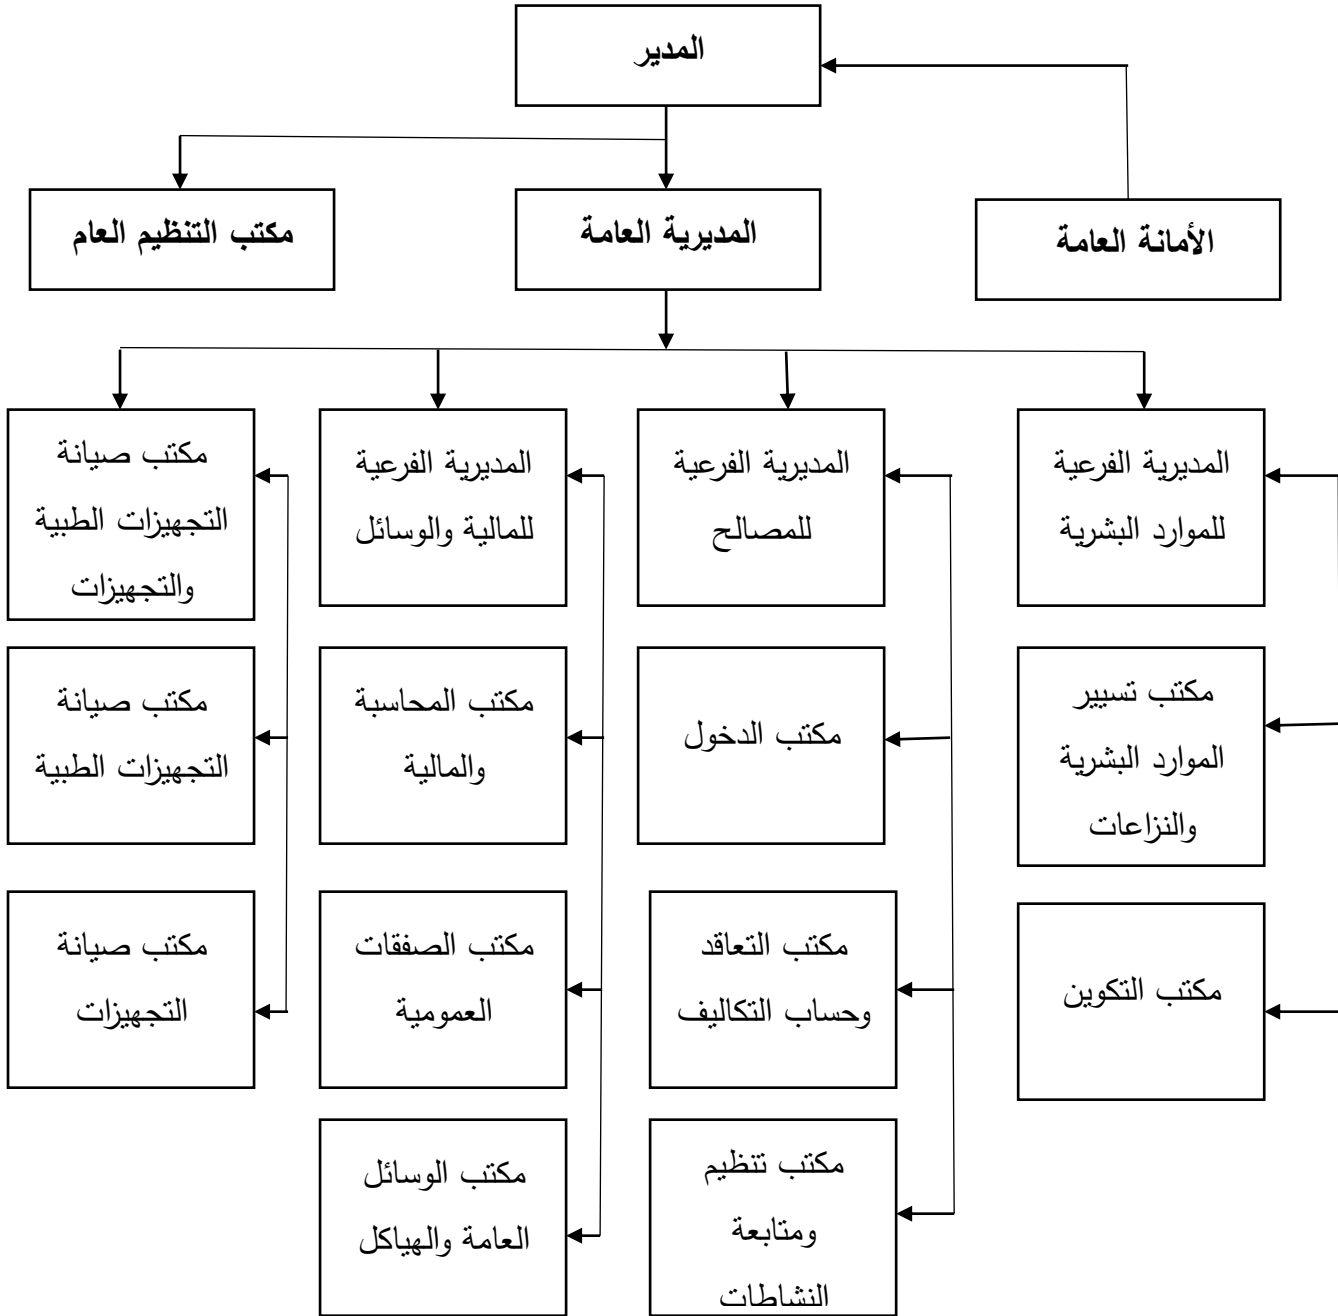 المدير
الأمانة العامة
المديرية العامة
مكتب التنظيم العام
المديرية الفرعية
للموارد البشرية
المديرية الفرعية
للمصالح
المديرية الفرعية
للمالية والوسائل
مكتب صيانة
التجهيزات الطبية
والتجهيزات
مكتب تسيير
الموارد البشرية
والنزاعات
مكتب الدخول
مكتب المحاسبة
والمالية
مكتب صيانة
التجهيزات الطبية
مكتب التكوين
مكتب التعاقد
وحساب التكاليف
مكتب الصفقات
العمومية
مكتب صيانة
التجهيزات
مكتب تنظيم
ومتابعة
النشاطات
مكتب الوسائل
العامة والهياكل